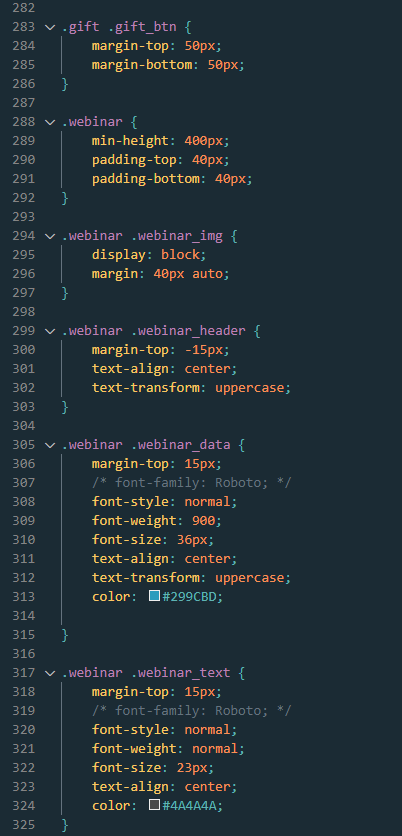 282
283 .gift .gift_btn {
284     margin-top: 50px;
285     margin-bottom: 50px;
286 }
287
288 .webinar {
289     min-height: 400px;
290     padding-top: 40px;
291     padding-bottom: 40px;
292 }
293
294 .webinar .webinar_img {
295     display: block;
296     margin: 40px auto;
297 }
298
299 .webinar .webinar_header {
300     margin-top: -15px;
301     text-align: center;
302     text-transform: uppercase;
303 }
304
305 .webinar .webinar_data {
306     margin-top: 15px;
307     /* font-family: Roboto; */
308     font-style: normal;
309     font-weight: 900;
310     font-size: 36px;
311     text-align: center;
312     text-transform: uppercase;
313     color: #299CBD;
314
315 }
316
317 .webinar .webinar_text {
318     margin-top: 15px;
319     /* font-family: Roboto; */
320     font-style: normal;
321     font-weight: normal;
322     font-size: 23px;
323     text-align: center;
324     color: #4A4A4A;
325 }